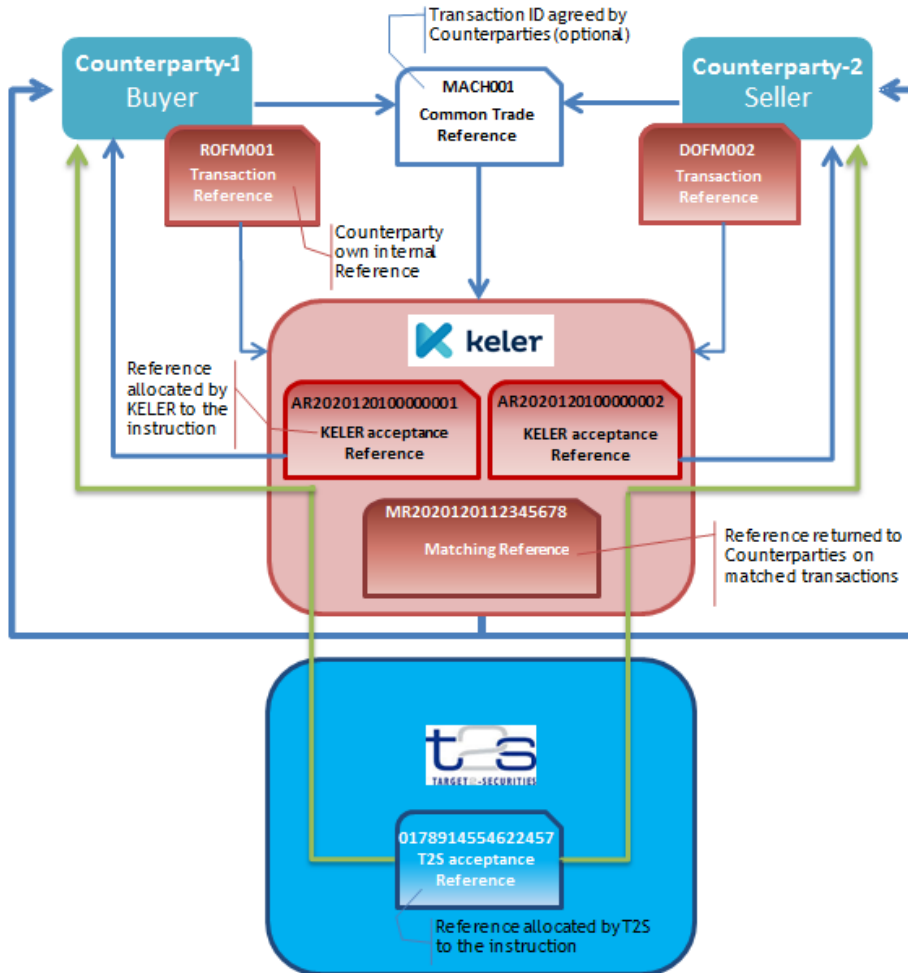 Transaction ID agreed by
Counterparties (optional)
Counterparty-1
Buyer
MACH001
Common Trade
Reference
Counterparty-2
Seller
ROFM001
Transaction
Reference
DOFM002
Transaction
Reference
Counterparty
own internal
Reference
keler
Reference
allocated by
KELER to the
instruction
AR2020120100000001
KELER acceptance
Reference
AR2020120100000002
KELER acceptance
Reference
MR2020120112345678
Matching Reference
Reference returned to
Counterparties on
matched transactions
t2s
TARGET2-SECURITIES
0178914554622457
T2S acceptance
Reference
Reference allocated by T2S
to the instruction